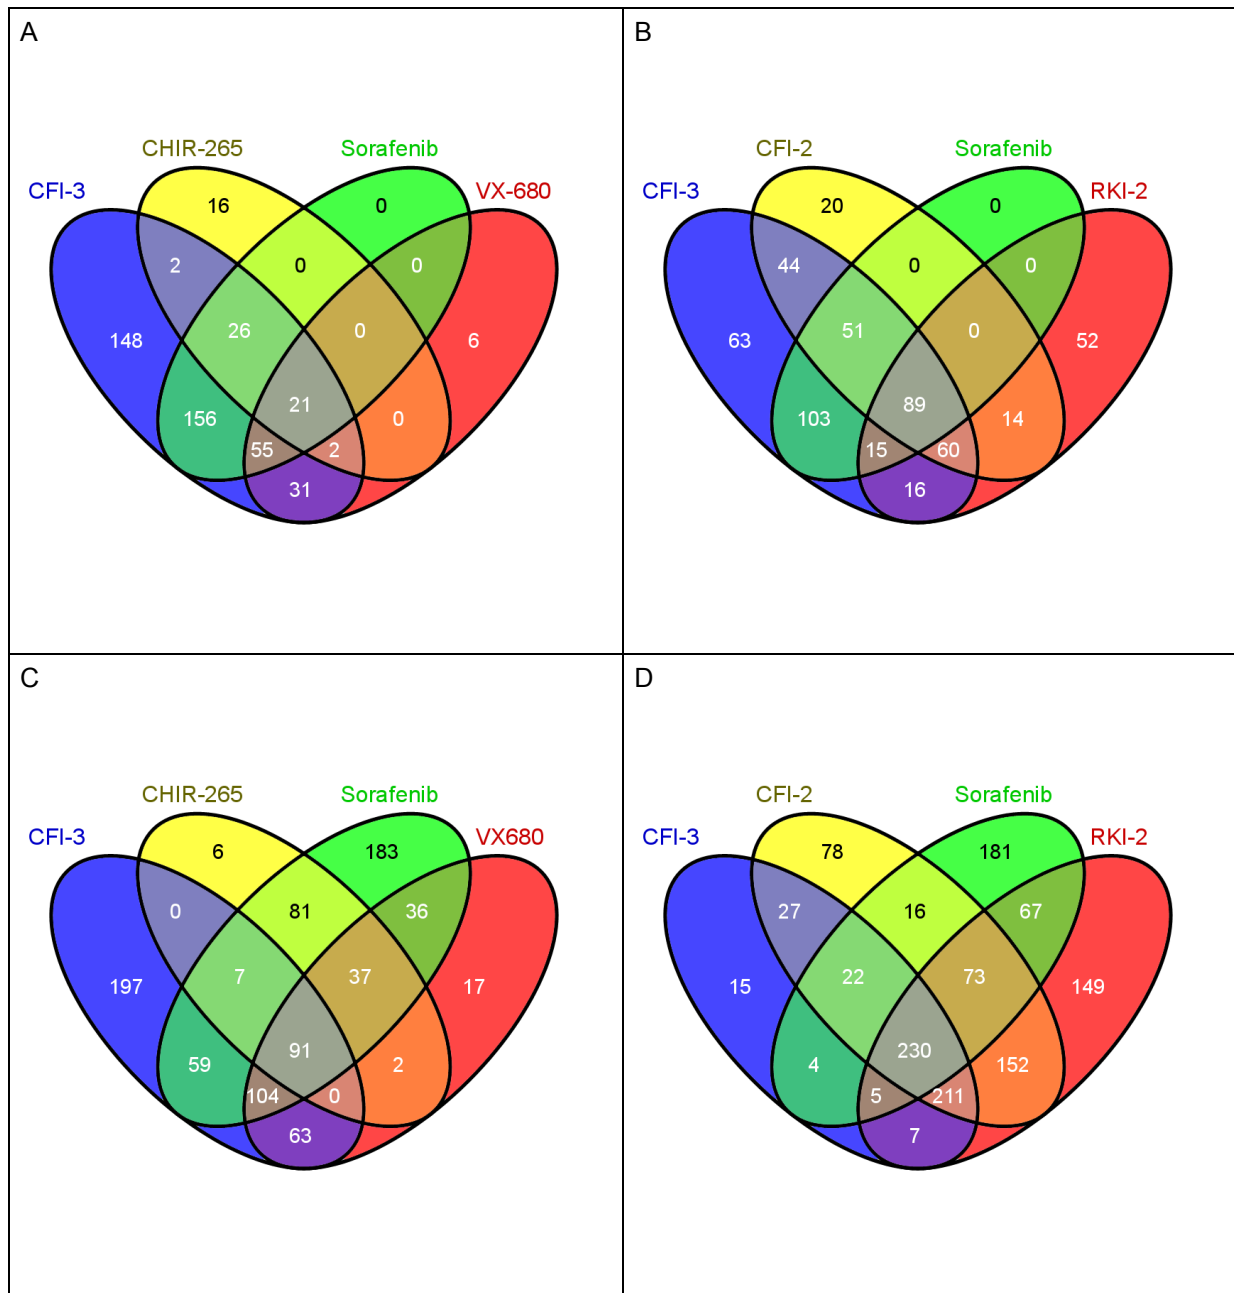 A
CHIR-265 Sorafenib
CFI-3 VX-680
16 0
2 0 0
148 26 0 6
156 21 0
55 2
31
B
CFI-2 Sorafenib
CFI-3 RKI-2
20 0
44 0 0
63 51 0 52
103 89 14
15 60
16
C
CHIR-265 Sorafenib
CFI-3 VX680
6 183
0 81 36
197 7 37 17
59 91 2
104 0
63
D
CFI-2 Sorafenib
CFI-3 RKI-2
78 181
27 16 67
15 22 73 149
4 230 152
5 211
7